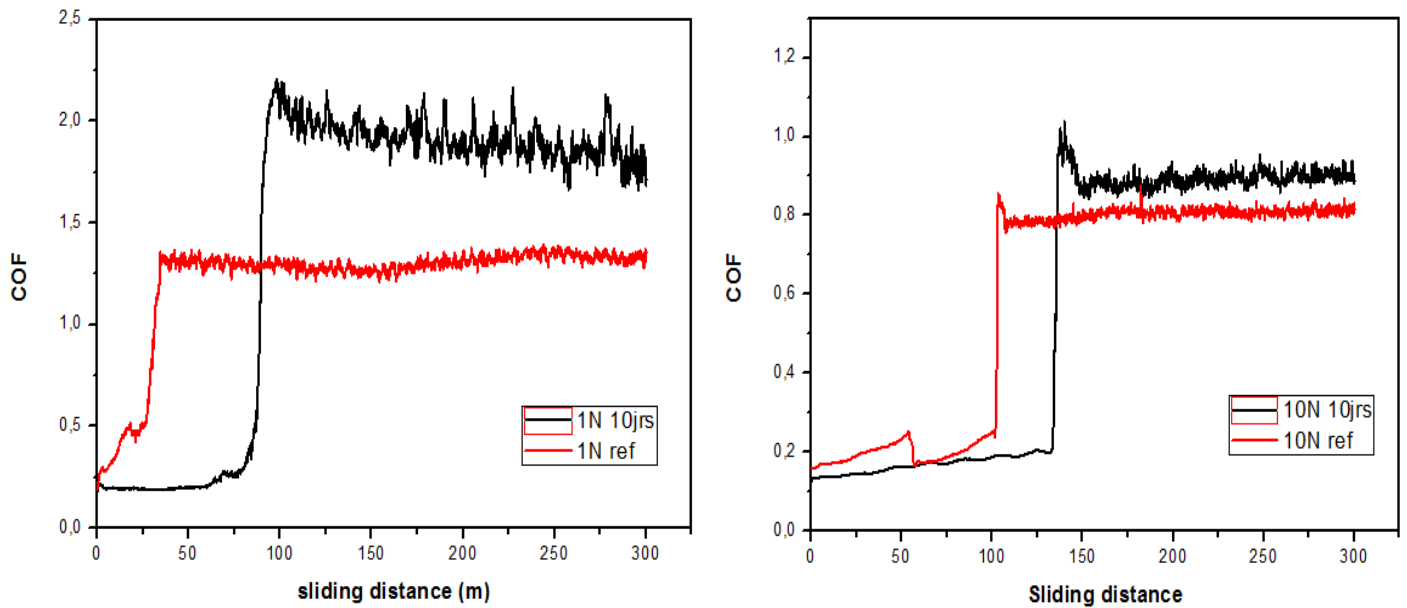 2,5
2,0
1,5
1,0
0,5
0,0
COF
0 50 100 150 200 250 300
sliding distance (m)
1N 10jrs
1N ref
1,2
1,0
0,8
0,6
0,4
0,2
0,0
COF
0 50 100 150 200 250 300
Sliding distance
10N 10jrs
10N ref